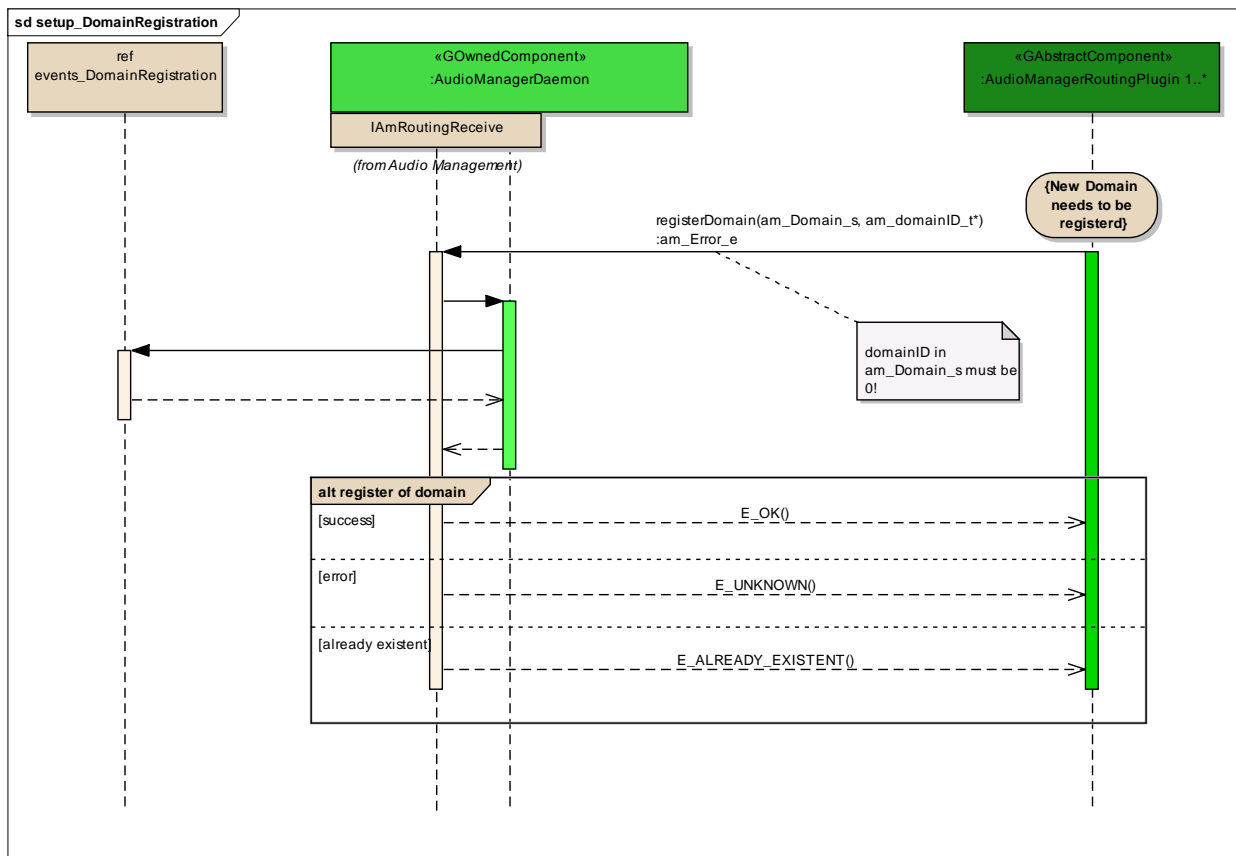 sd setup_DomainRegistration
ref
events_DomainRegistration
«GOwnedComponent»
:AudioManagerDaemon
«GAbstractComponent»
:AudioManagerRoutingPlugin 1..*
IAmRoutingReceive
(from Audio Management)
{New Domain
needs to be
registerd}
registerDomain(am_Domain_s, am_domainID_t*)
:am_Error_e
domainID in
am_Domain_s must be
0!
alt register of domain
[success]
E_OK()
[error]
E_UNKNOWN()
[already existent]
E_ALREADY_EXISTENT()